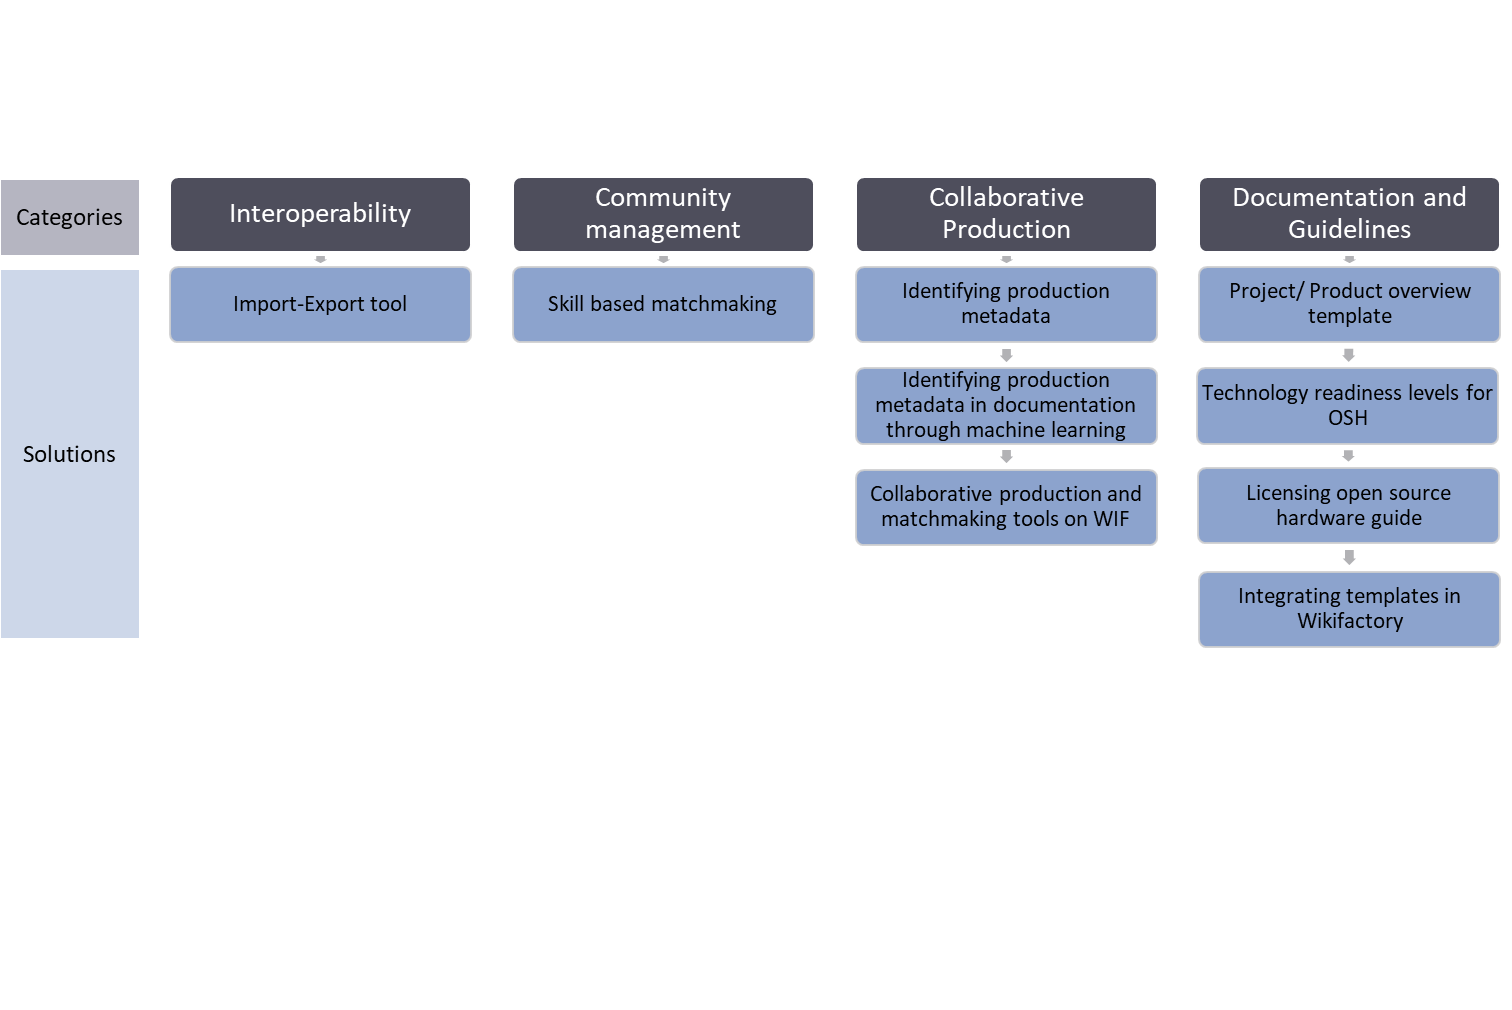 Categories
Interoperability
Community
management
Collaborative
Production
Documentation and
Guidelines
Solutions
Import-Export tool
Skill based matchmaking
Identifying production
metadata
Identifying production
metadata in documentation
through machine learning
Collaborative production and
matchmaking tools on WIF
Project/ Product overview
template
Technology readiness levels for
OSH
Licensing open source
hardware guide
Integrating templates in
Wikifactory